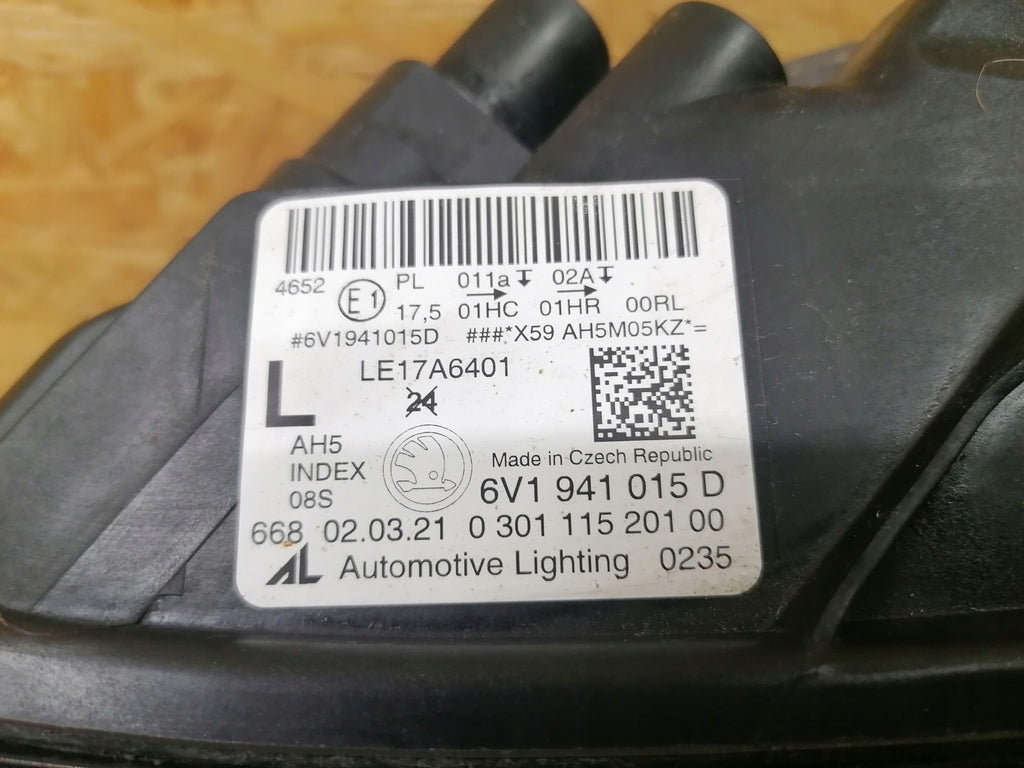 4652 E1 PL 011a 02A
17,5 01HC 01HR 00RL
#6V1941015D ###*X59 AH5M05KZ*=
L LE17A6401
24
AH5
INDEX
08S
Made in Czech Republic
6V1 941 015 D
668 02.03.21 0 301 115 201 00
AL Automotive Lighting 0235